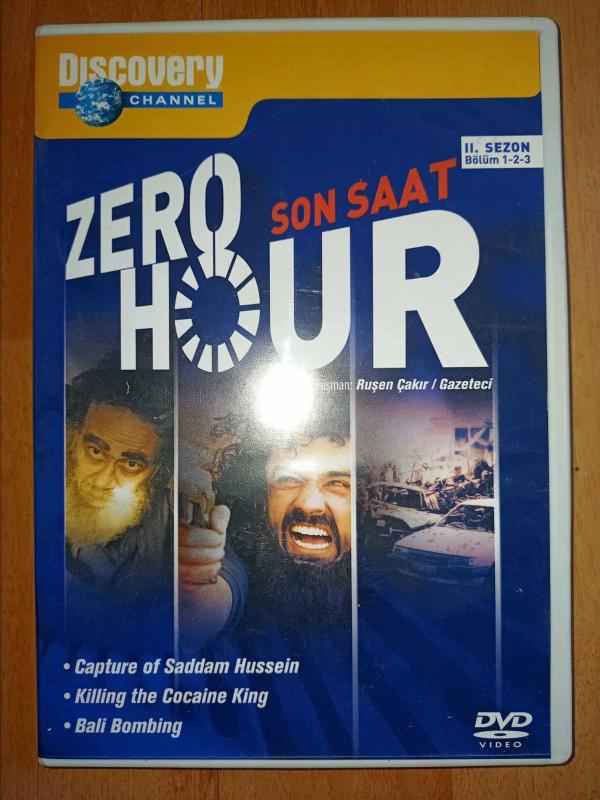 Discovery
CHANNEL
II. SEZON
Bölüm 1-2-3
ZERO
SON SAAT
HOUR
Ruşen Çakır / Gazeteci
• Capture of Saddam Hussein
• Killing the Cocaine King
• Bali Bombing
DVD
VIDEO